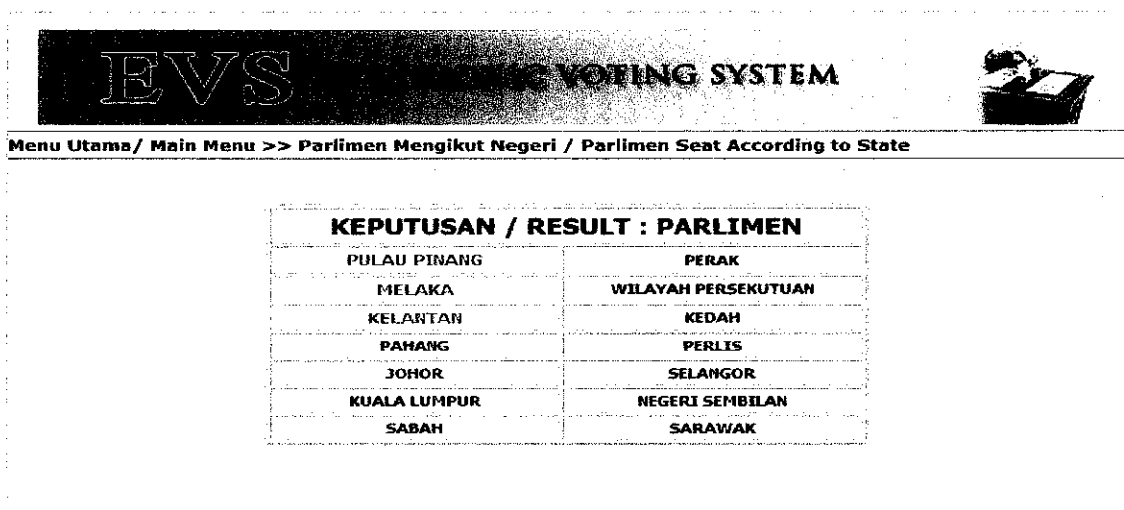 EVS VOTING SYSTEM
Menu Utama/ Main Menu >> Parlimen Mengikut Negeri / Parlimen Seat According to State
KEPUTUSAN / RESULT : PARLIMEN
PULAU PINANG PERAK
MELAKA WILAYAH PERSEKUTUAN
KELANTAN KEDAH
PAHANG PERLIS
JOHOR SELANGOR
KUALA LUMPUR NEGERI SEMBILAN
SABAH SARAWAK